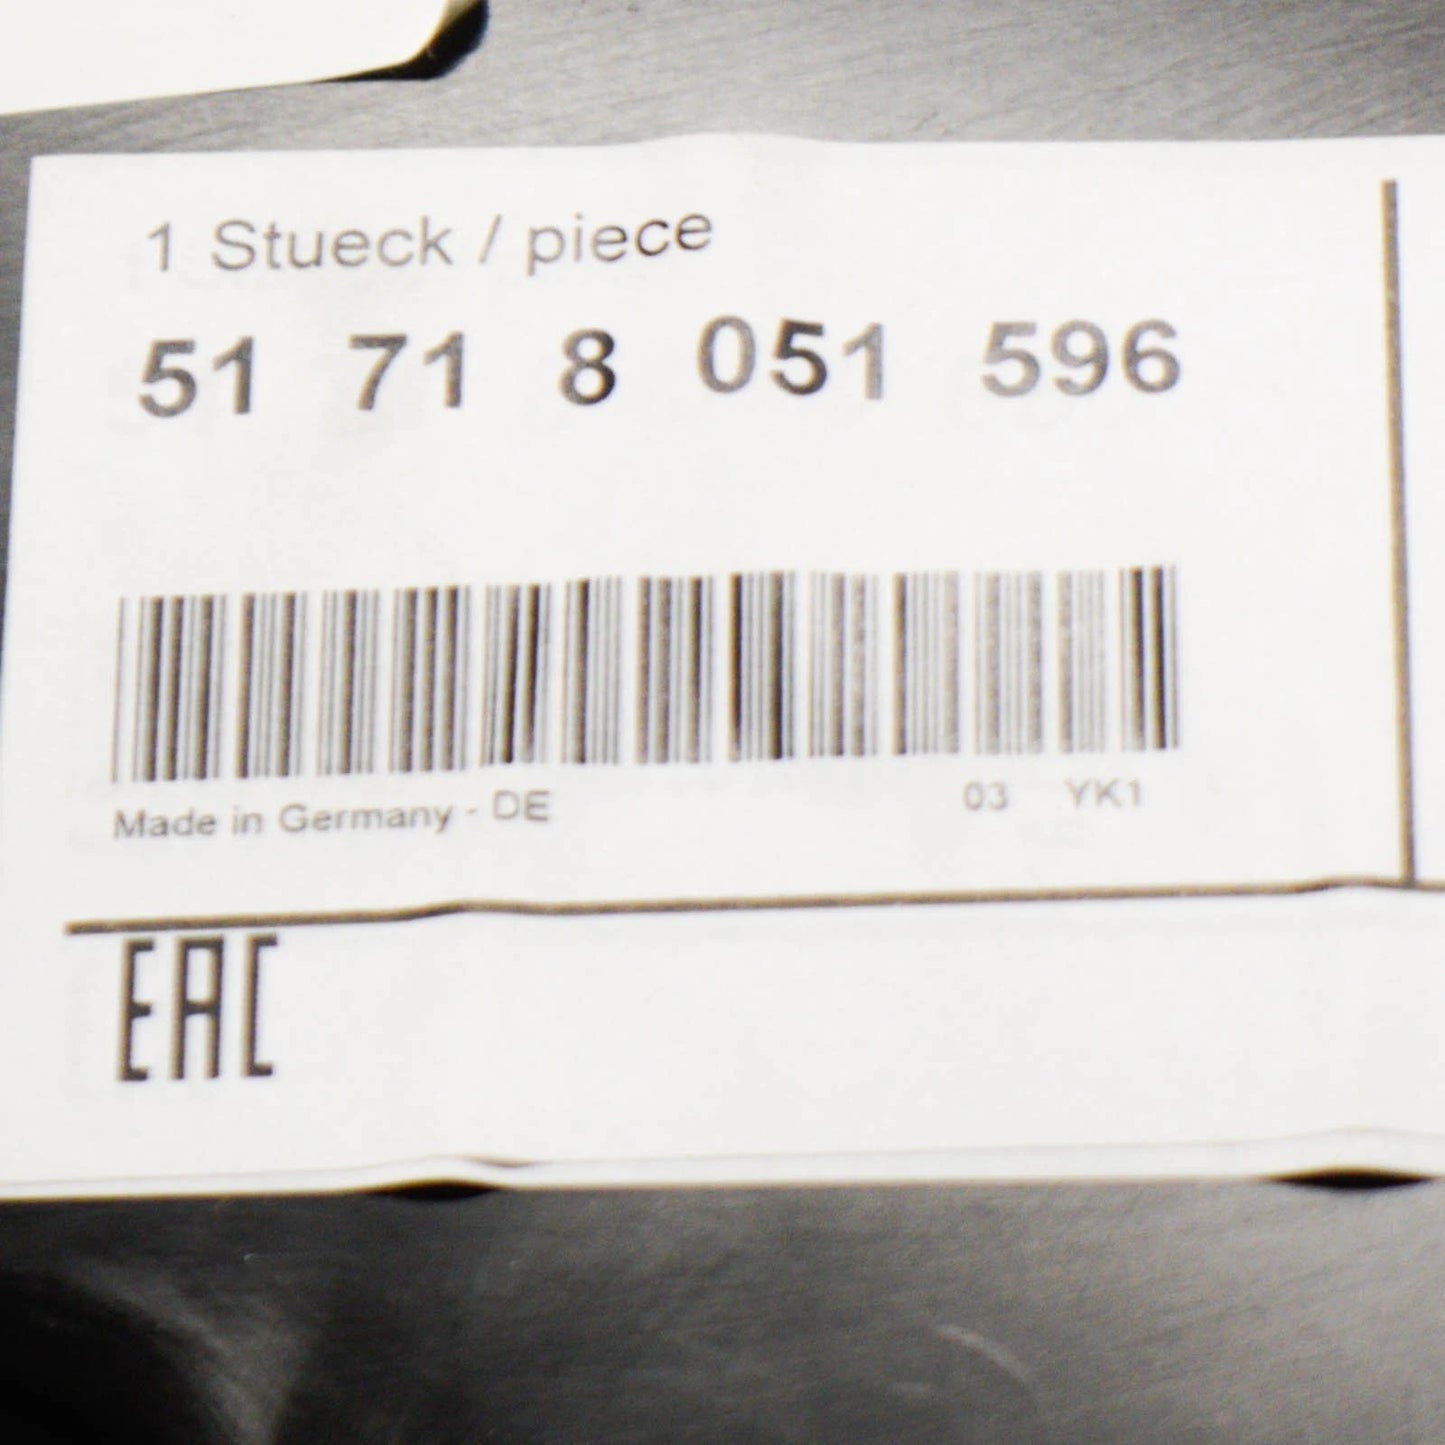 1 Stueck / piece
51 71 8 051 596
Made in Germany - DE 03 YK1
EAC